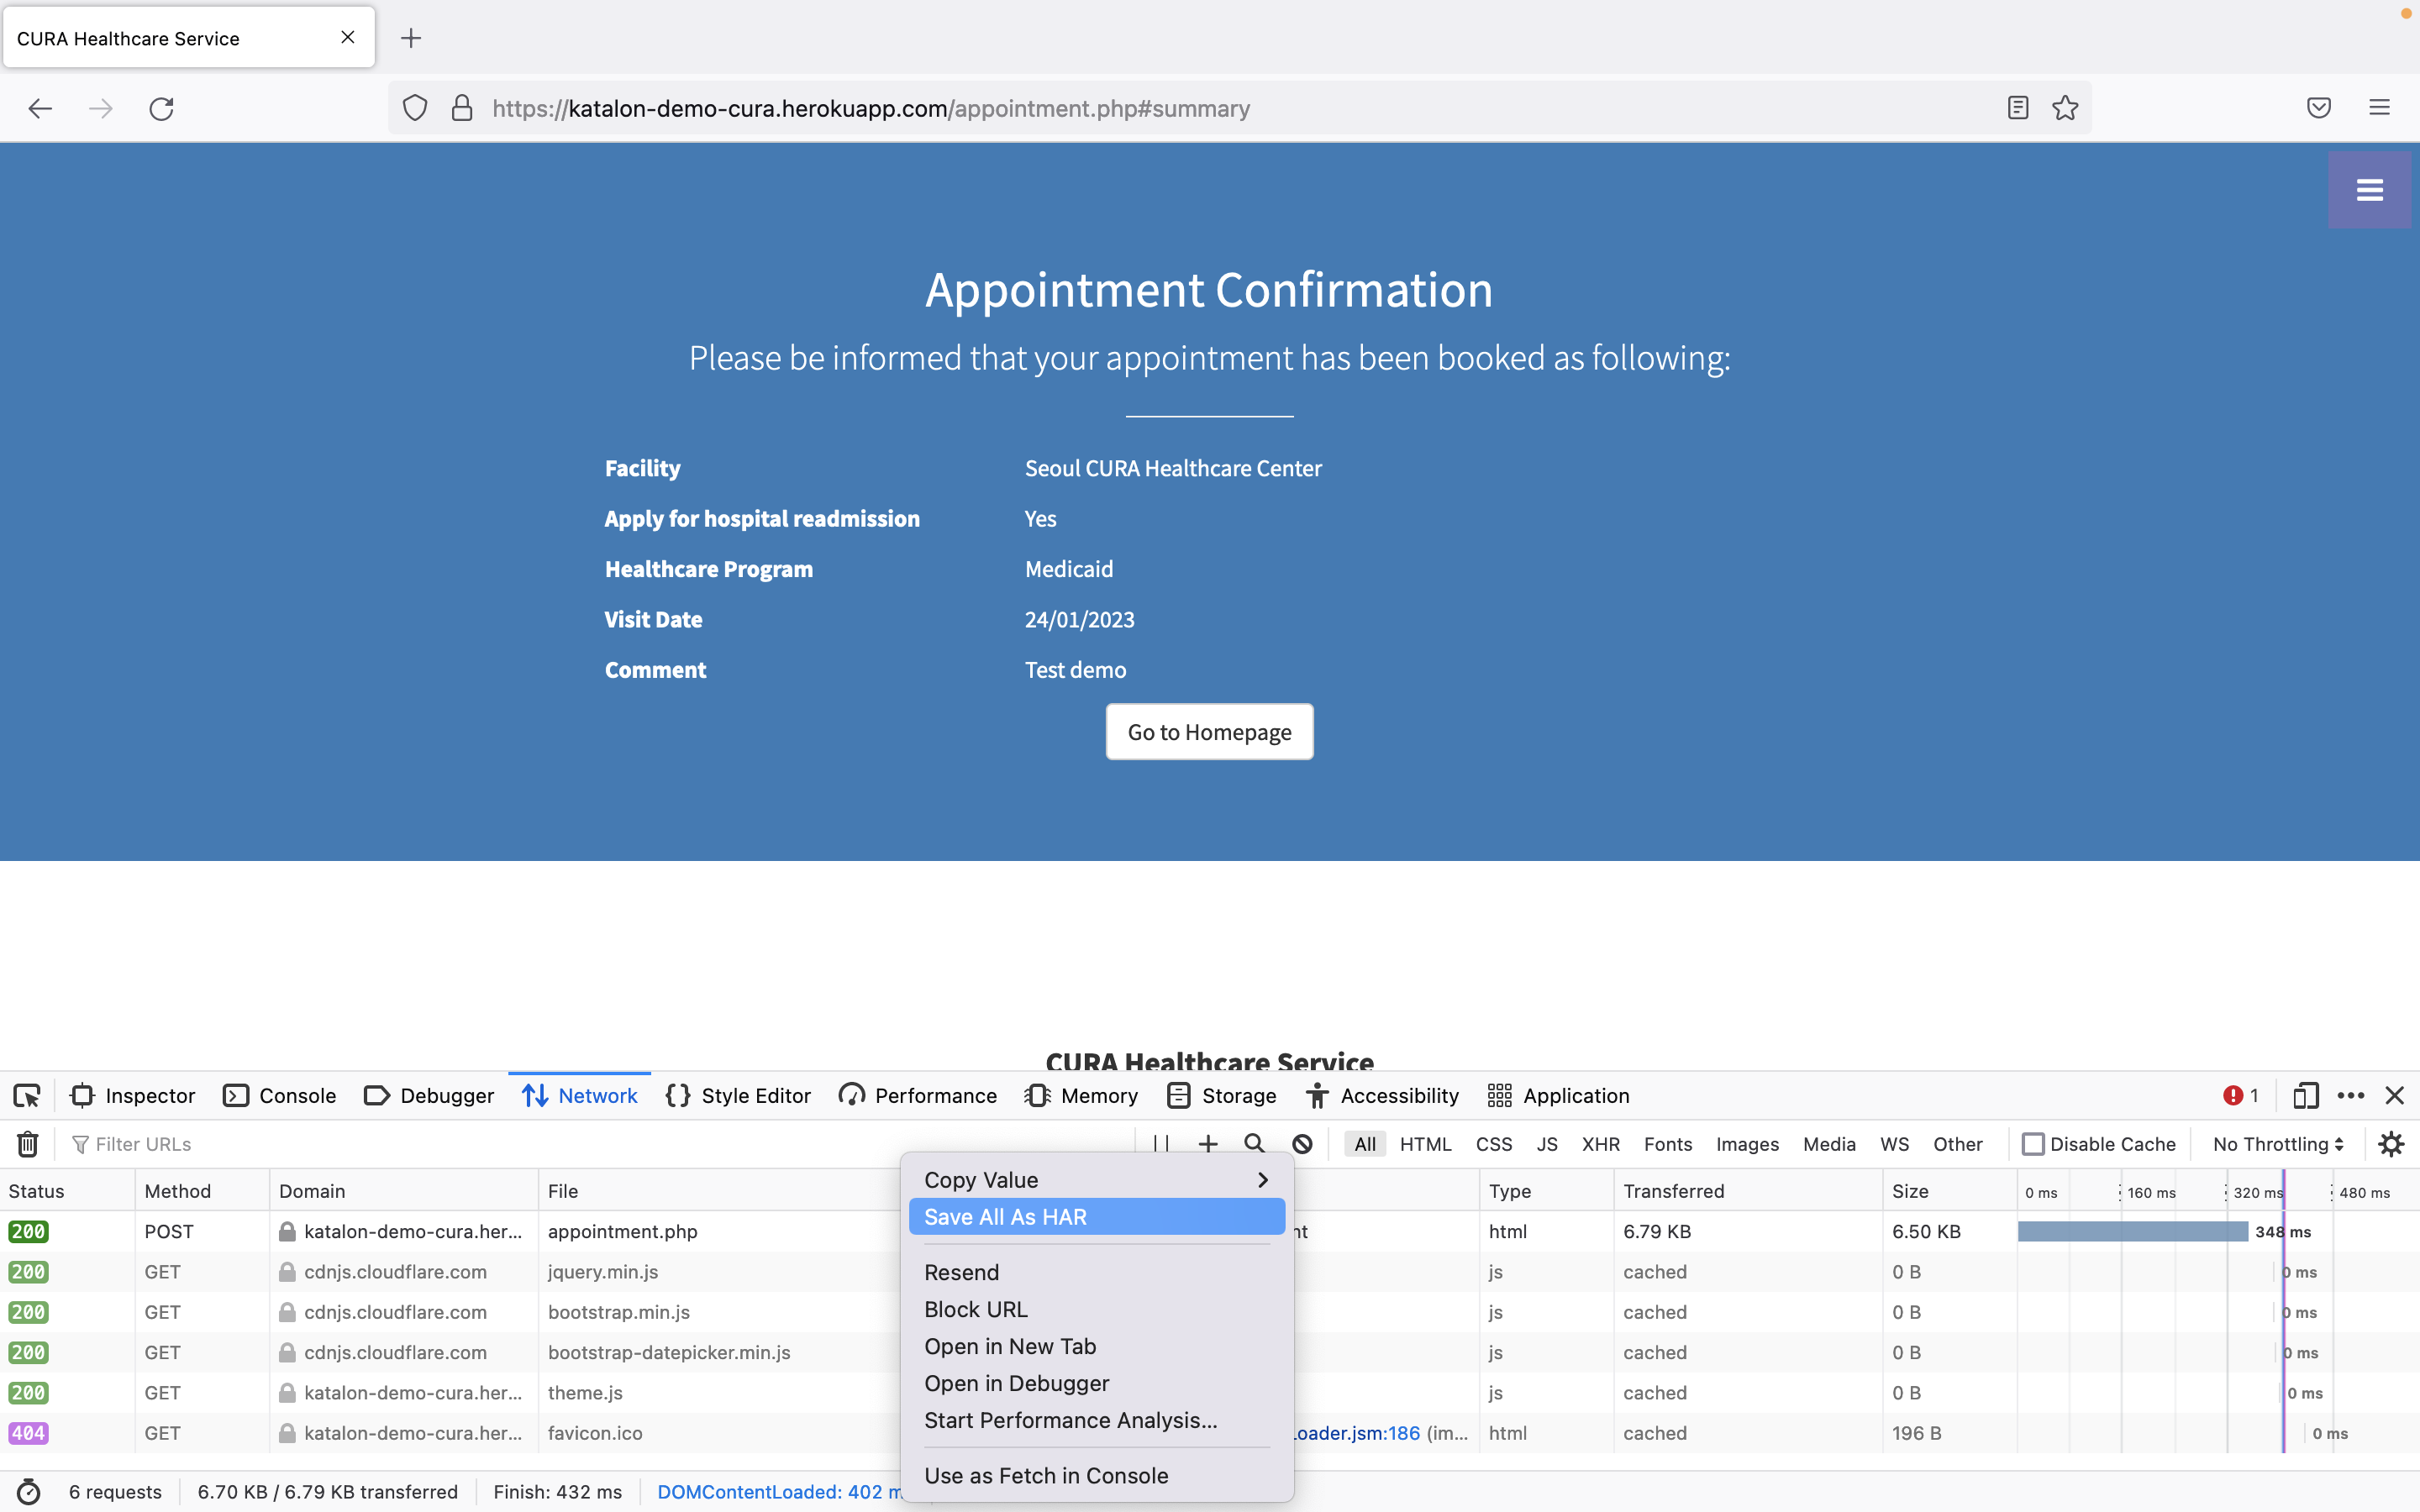 CURA Healthcare Service
https://katalon-demo-cura.herokuapp.com/appointment.php#summary
Appointment Confirmation
Please be informed that your appointment has been booked as following:
Facility Seoul CURA Healthcare Center
Apply for hospital readmission Yes
Healthcare Program Medicaid
Visit Date 24/01/2023
Comment Test demo
Go to Homepage
CURA Healthcare Service
Inspector Console Debugger Network Style Editor Performance Memory Storage Accessibility Application 1
Filter URLs All HTML CSS JS XHR Fonts Images Media WS Other Disable Cache No Throttling
Status Method Domain File Type Transferred Size 0 ms 160 ms 320 ms 480 ms
200 POST katalon-demo-cura.her... appointment.php nt html 6.79 KB 6.50 KB 348 ms
200 GET cdnjs.cloudflare.com jquery.min.js js cached 0 B 0 ms
200 GET cdnjs.cloudflare.com bootstrap.min.js js cached 0 B 0 ms
200 GET cdnjs.cloudflare.com bootstrap-datepicker.min.js js cached 0 B 0 ms
200 GET katalon-demo-cura.her... theme.js js cached 0 B 0 ms
404 GET katalon-demo-cura.her... favicon.ico Loader.jsm:186 (im... html cached 196 B 0 ms
6 requests 6.70 KB / 6.79 KB transferred Finish: 432 ms DOMContentLoaded: 402 m
Copy Value
Save All As HAR
Resend
Block URL
Open in New Tab
Open in Debugger
Start Performance Analysis...
Use as Fetch in Console